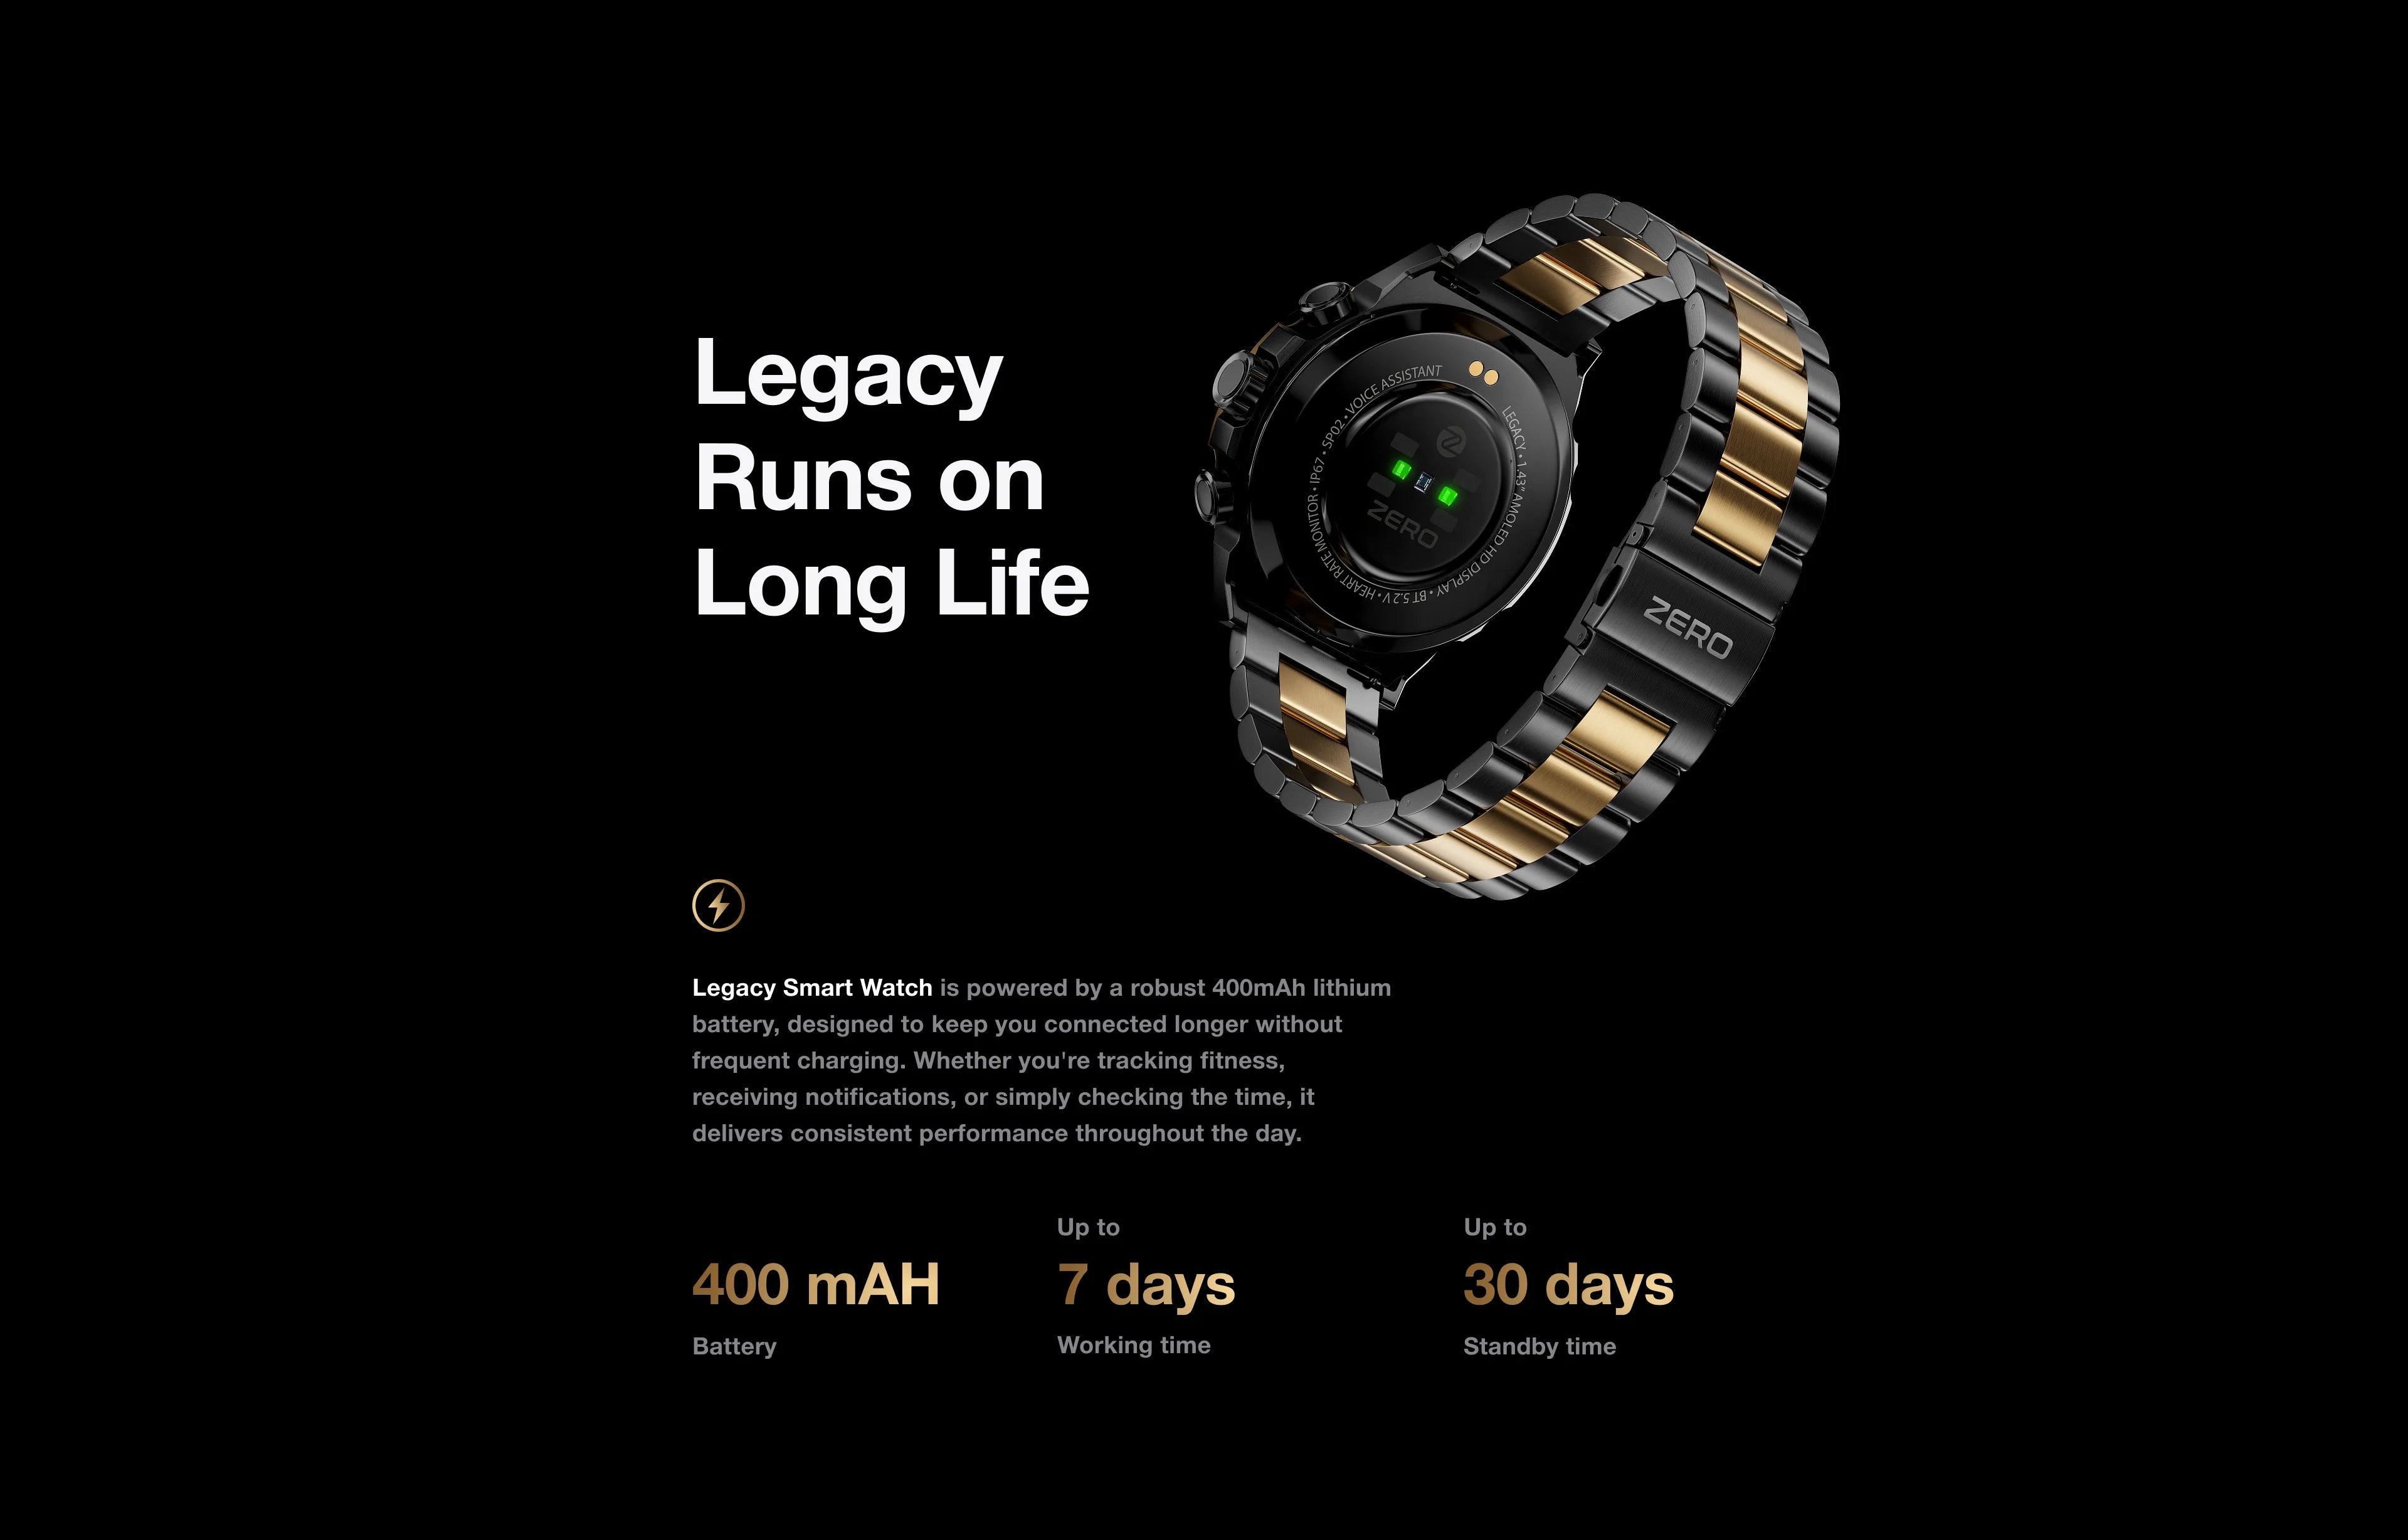 Legacy
Runs on
Long Life
LEGACY • 1.43" AMOLED HD DISPLAY • BT 5.2 V • HEART RATE MONITOR • IP67 • SP02 • VOICE ASSISTANT
ZERO
ZERO
Legacy Smart Watch is powered by a robust 400mAh lithium
battery, designed to keep you connected longer without
frequent charging. Whether you're tracking fitness,
receiving notifications, or simply checking the time, it
delivers consistent performance throughout the day.
400 mAH
Battery
Up to
7 days
Working time
Up to
30 days
Standby time